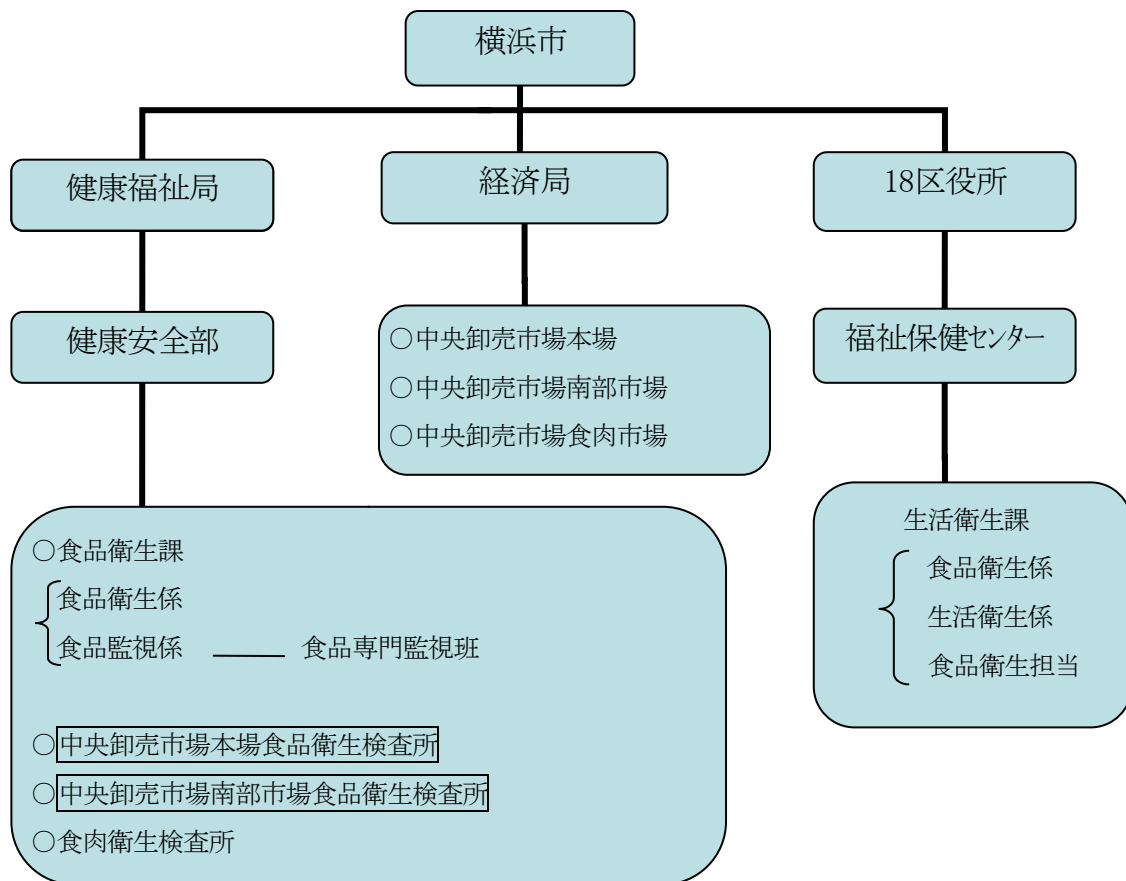 横浜市
健康福祉局
経済局
18区役所
健康安全部
○中央卸売市場本場
○中央卸売市場南部市場
○中央卸売市場食肉市場
福祉保健センター
○食品衛生課
食品衛生係
食品監視係 食品専門監視班
○中央卸売市場本場食品衛生検査所
○中央卸売市場南部市場食品衛生検査所
○食肉衛生検査所
生活衛生課
食品衛生係
生活衛生係
食品衛生担当